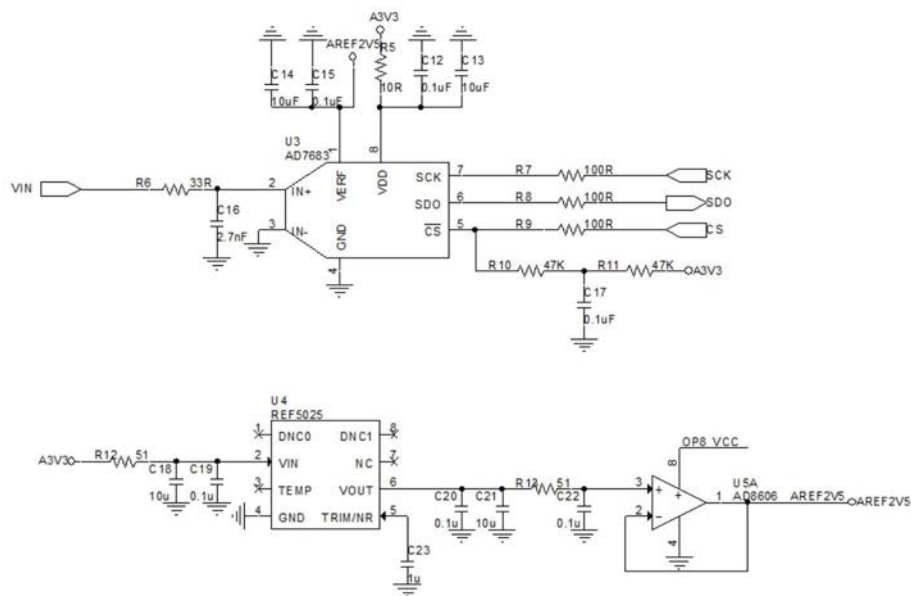 A3V3
AREF2V5
R5
C14
C15
C12
C13
10uF
0.1uF
10R
0.1uF
10uF
U3
AD7683
1
8
VIN
R6
33R
2
IN+
VERF
VDD
SCK
7
R7
100R
SCK
SDO
6
R8
100R
SDO
C16
2.7nF
3
IN-
GND
CS
5
R9
100R
CS
4
R10
47K
R11
47K
A3V3
C17
0.1uF
U4
REF5025
1
DNC0
DNC1
8
A3V3
R12
51
2
VIN
NC
7
C18
C19
10u
0.1u
3
TEMP
VOUT
6
4
GND
TRIM/NR
5
C23
1u
C20
C21
0.1u
10u
R13
51
C22
0.1u
OP8_VCC
8
3
+
+
2
-
4
1
U5A
AD8606
AREF2V5
AREF2V5